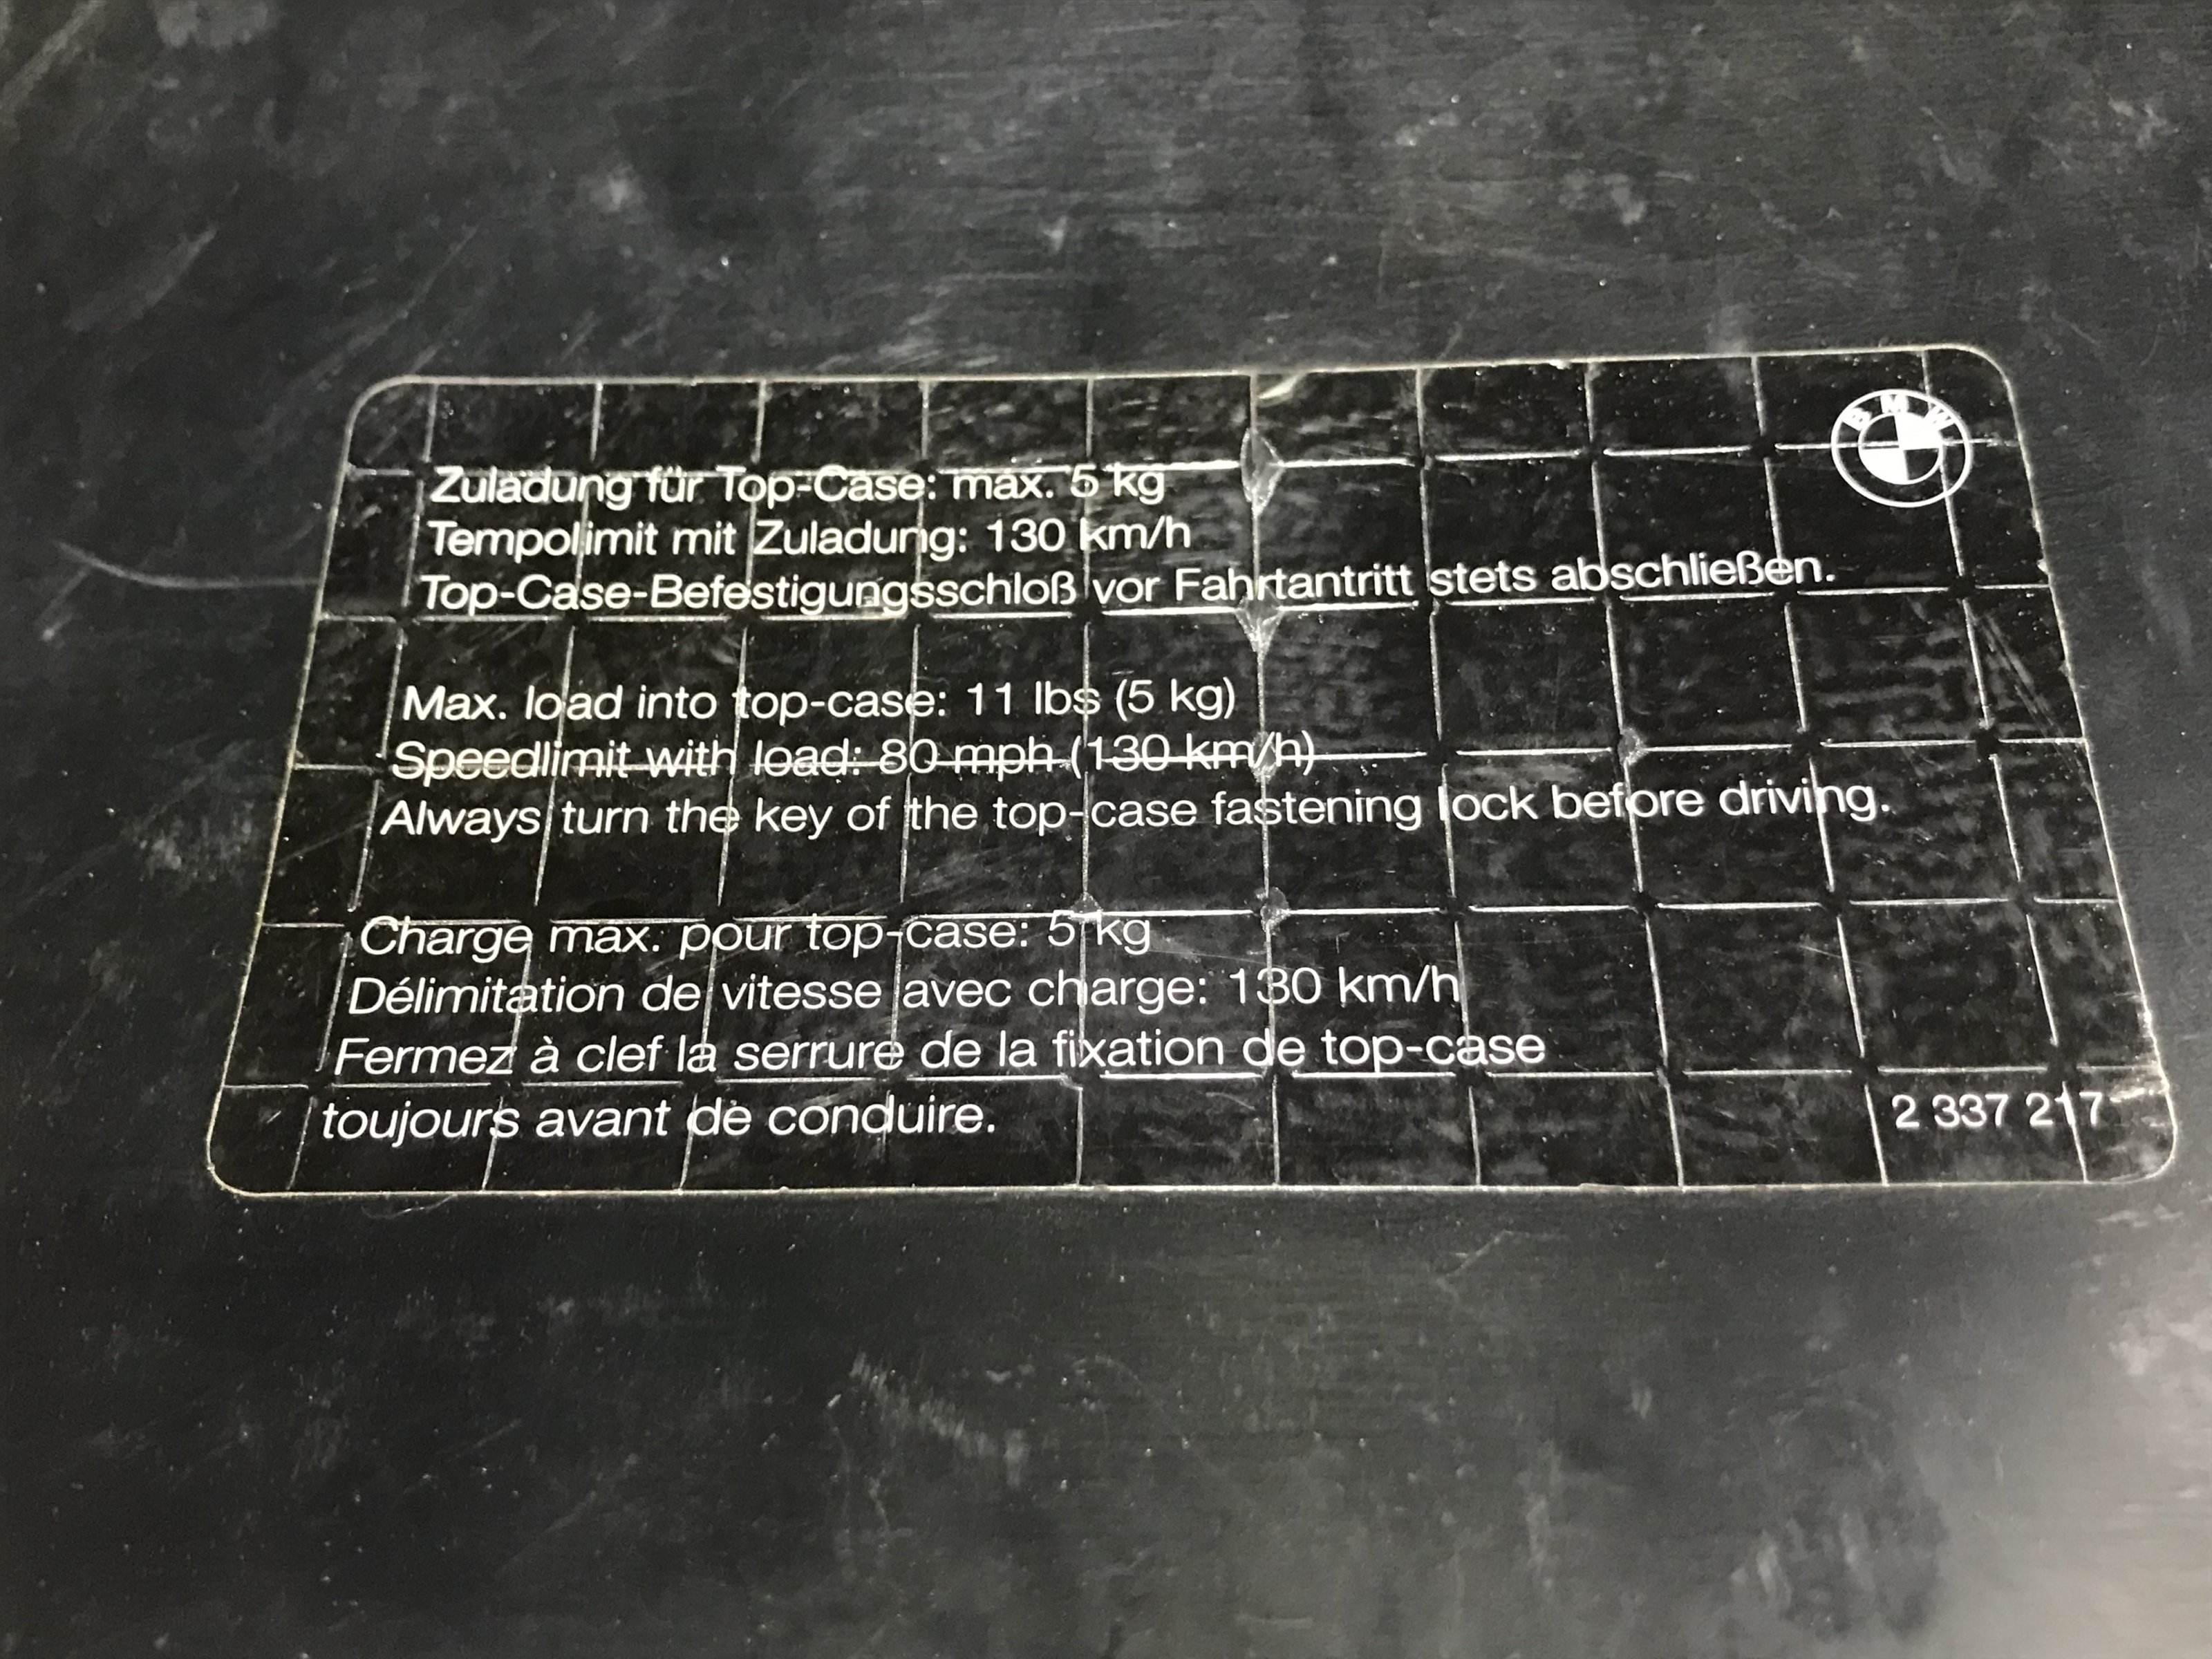 BMW
Zuladung für Top-Case: max. 5 kg
Tempolimit mit Zuladung: 130 km/h
Top-Case-Befestigungsschloß vor Fahrtantritt stets abschließen.
Max. load into top-case: 11 lbs (5 kg)
Speedlimit with load: 80 mph (130 km/h)
Always turn the key of the top-case fastening lock before driving.
Charge max. pour top-case: 5 kg
Délimitation de vitesse avec charge: 130 km/h
Fermez à clef la serrure de la fixation de top-case
toujours avant de conduire.
2 337 217